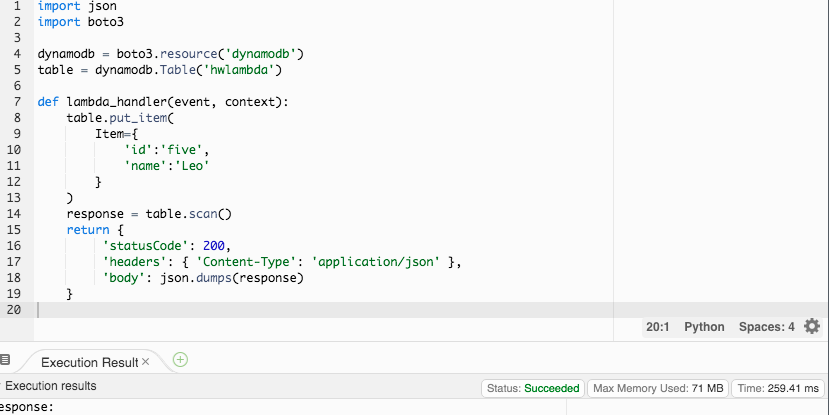 1 import json
2 import boto3
3
4 dynamodb = boto3.resource('dynamodb')
5 table = dynamodb.Table('hwlambda')
6
7 def lambda_handler(event, context):
8     table.put_item(
9         Item={
10             'id':'five',
11             'name':'Leo'
12         }
13     )
14     response = table.scan()
15     return {
16          'statusCode': 200,
17          'headers': { 'Content-Type': 'application/json' },
18          'body': json.dumps(response)
19     }
20
20:1 Python Spaces: 4
Execution Result ×
Execution results Status: Succeeded Max Memory Used: 71 MB Time: 259.41 ms
esponse: